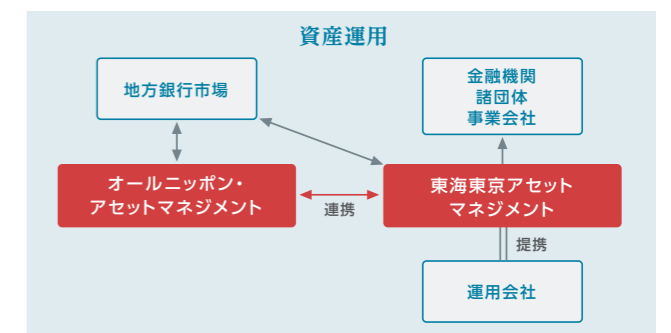 資産運用
地方銀行市場
金融機関
諸団体
事業会社
オールニッポン・
アセットマネジメント
連携
東海東京アセット
マネジメント
提携
運用会社